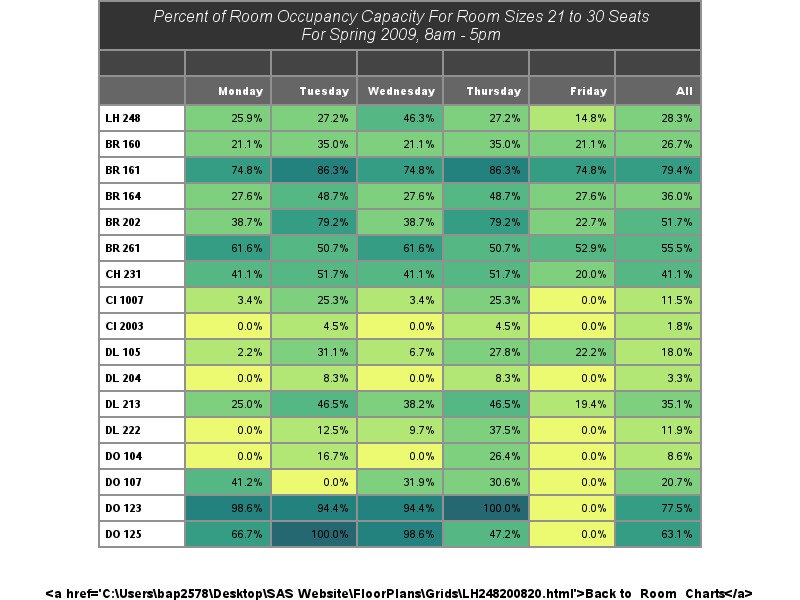 Percent of Room Occupancy Capacity For Room Sizes 21 to 30 Seats
For Spring 2009, 8am - 5pm
Monday Tuesday Wednesday Thursday Friday All
LH 248 25.9% 27.2% 46.3% 27.2% 14.8% 28.3%
BR 160 21.1% 35.0% 21.1% 35.0% 21.1% 26.7%
BR 161 74.8% 86.3% 74.8% 86.3% 74.8% 79.4%
BR 164 27.6% 48.7% 27.6% 48.7% 27.6% 36.0%
BR 202 38.7% 79.2% 38.7% 79.2% 22.7% 51.7%
BR 261 61.6% 50.7% 61.6% 50.7% 52.9% 55.5%
CH 231 41.1% 51.7% 41.1% 51.7% 20.0% 41.1%
CI 1007 3.4% 25.3% 3.4% 25.3% 0.0% 11.5%
CI 2003 0.0% 4.5% 0.0% 4.5% 0.0% 1.8%
DL 105 2.2% 31.1% 6.7% 27.8% 22.2% 18.0%
DL 204 0.0% 8.3% 0.0% 8.3% 0.0% 3.3%
DL 213 25.0% 46.5% 38.2% 46.5% 19.4% 35.1%
DL 222 0.0% 12.5% 9.7% 37.5% 0.0% 11.9%
DO 104 0.0% 16.7% 0.0% 26.4% 0.0% 8.6%
DO 107 41.2% 0.0% 31.9% 30.6% 0.0% 20.7%
DO 123 98.6% 94.4% 94.4% 100.0% 0.0% 77.5%
DO 125 66.7% 100.0% 98.6% 47.2% 0.0% 63.1%
<a href='C:\Users\bap2578\Desktop\SAS Website\FloorPlans\Grids\LH248200820.html'>Back to Room Charts</a>